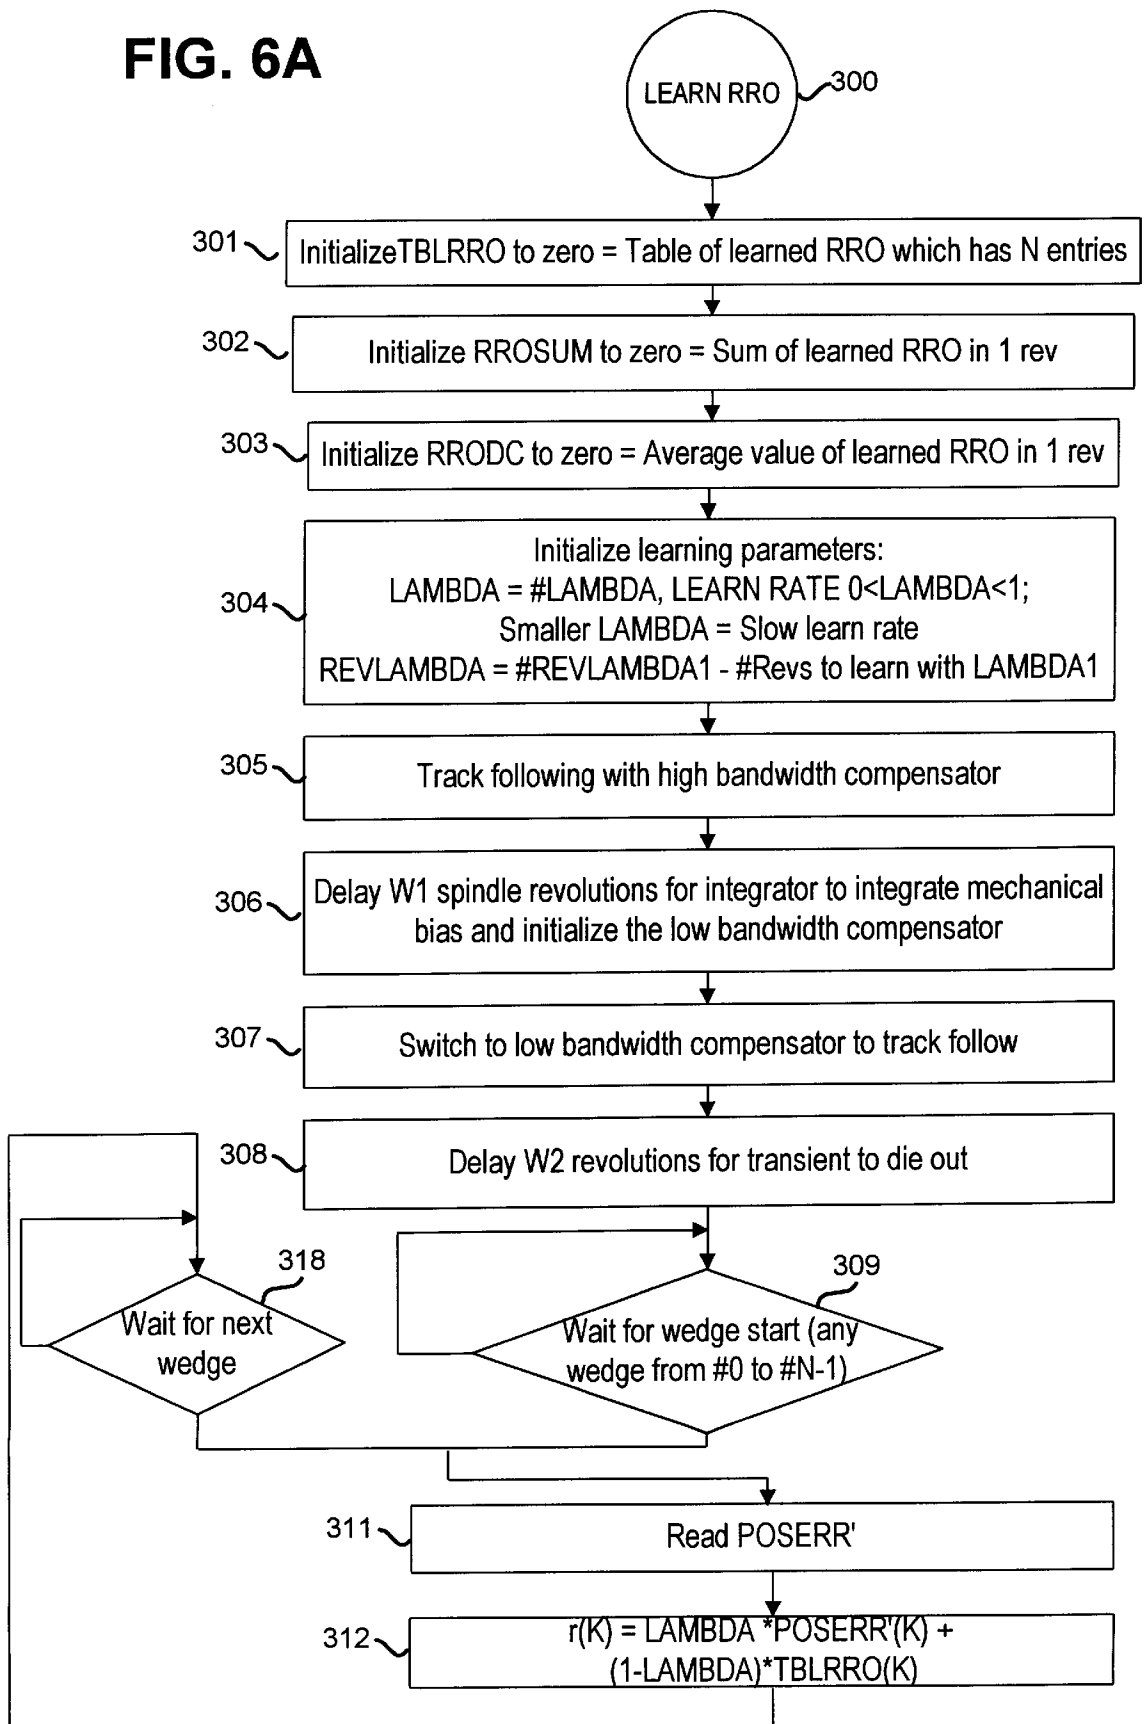 FIG. 6A
LEARN RRO
300
301
InitializeTBLRRO to zero = Table of learned RRO which has N entries
302
Initialize RROSUM to zero = Sum of learned RRO in 1 rev
303
Initialize RRODC to zero = Average value of learned RRO in 1 rev
304
Initialize learning parameters:
LAMBDA = #LAMBDA, LEARN RATE 0<LAMBDA<1;
Smaller LAMBDA = Slow learn rate
REVLAMBDA = #REVLAMBDA1 - #Revs to learn with LAMBDA1
305
Track following with high bandwidth compensator
306
Delay W1 spindle revolutions for integrator to integrate mechanical
bias and initialize the low bandwidth compensator
307
Switch to low bandwidth compensator to track follow
308
Delay W2 revolutions for transient to die out
318
Wait for next
wedge
309
Wait for wedge start (any
wedge from #0 to #N-1)
311
Read POSERR'
312
r(K) = LAMBDA *POSERR'(K) +
(1-LAMBDA)*TBLRRO(K)